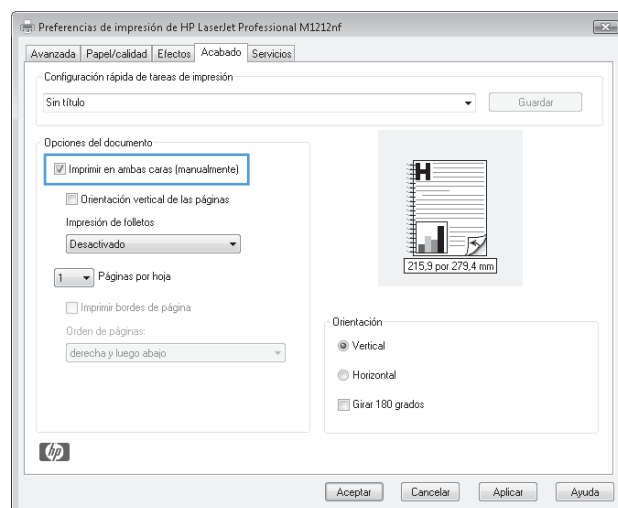 Preferencias de impresión de HP LaserJet Professional M1212nf
Avanzada Papel/calidad Efectos Acabado Servicios
Configuración rápida de tareas de impresión
Sin título Guardar
Opciones del documento
Imprimir en ambas caras (manualmente)
Orientación vertical de las páginas
Impresión de folletos
Desactivado
1 Páginas por hoja
Imprimir bordes de página
Orden de páginas:
derecha y luego abajo
H
215,9 por 279,4 mm
Orientación
Vertical
Horizontal
Girar 180 grados
hp
Aceptar Cancelar Aplicar Ayuda